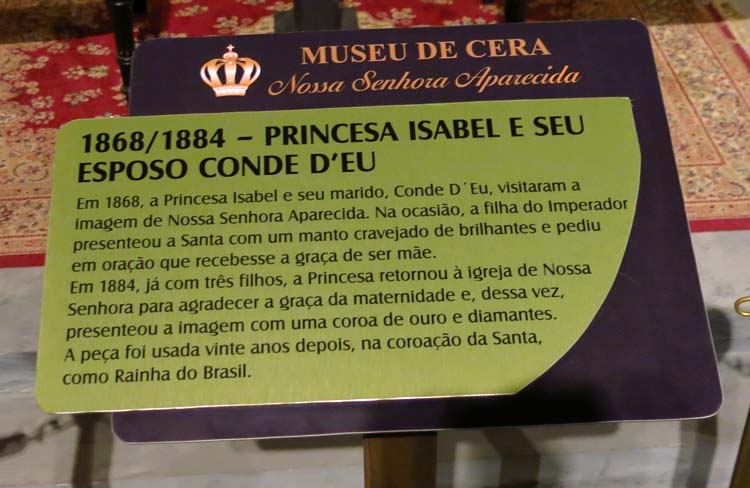 MUSEU DE CERA
Nossa Senhora Aparecida
1868/1884 – PRINCESA ISABEL E SEU
ESPOSO CONDE D'EU
Em 1868, a Princesa Isabel e seu marido, Conde D´Eu, visitaram a
imagem de Nossa Senhora Aparecida. Na ocasião, a filha do Imperador
presenteou a Santa com um manto cravejado de brilhantes e pediu
em oração que recebesse a graça de ser mãe.
Em 1884, já com três filhos, a Princesa retornou à igreja de Nossa
Senhora para agradecer a graça da maternidade e, dessa vez,
presenteou a imagem com uma coroa de ouro e diamantes.
A peça foi usada vinte anos depois, na coroação da Santa,
como Rainha do Brasil.